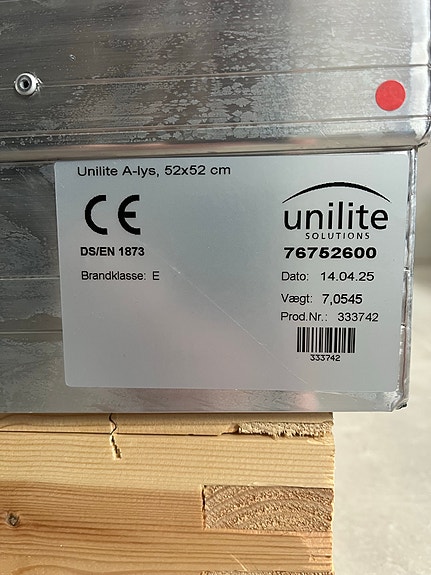 Unilite A-lys, 52x52 cm
CE
DS/EN 1873
Brandklasse: E
unilite
SOLUTIONS
76752600
Dato: 14.04.25
Vægt: 7,0545
Prod.Nr.: 333742
333742